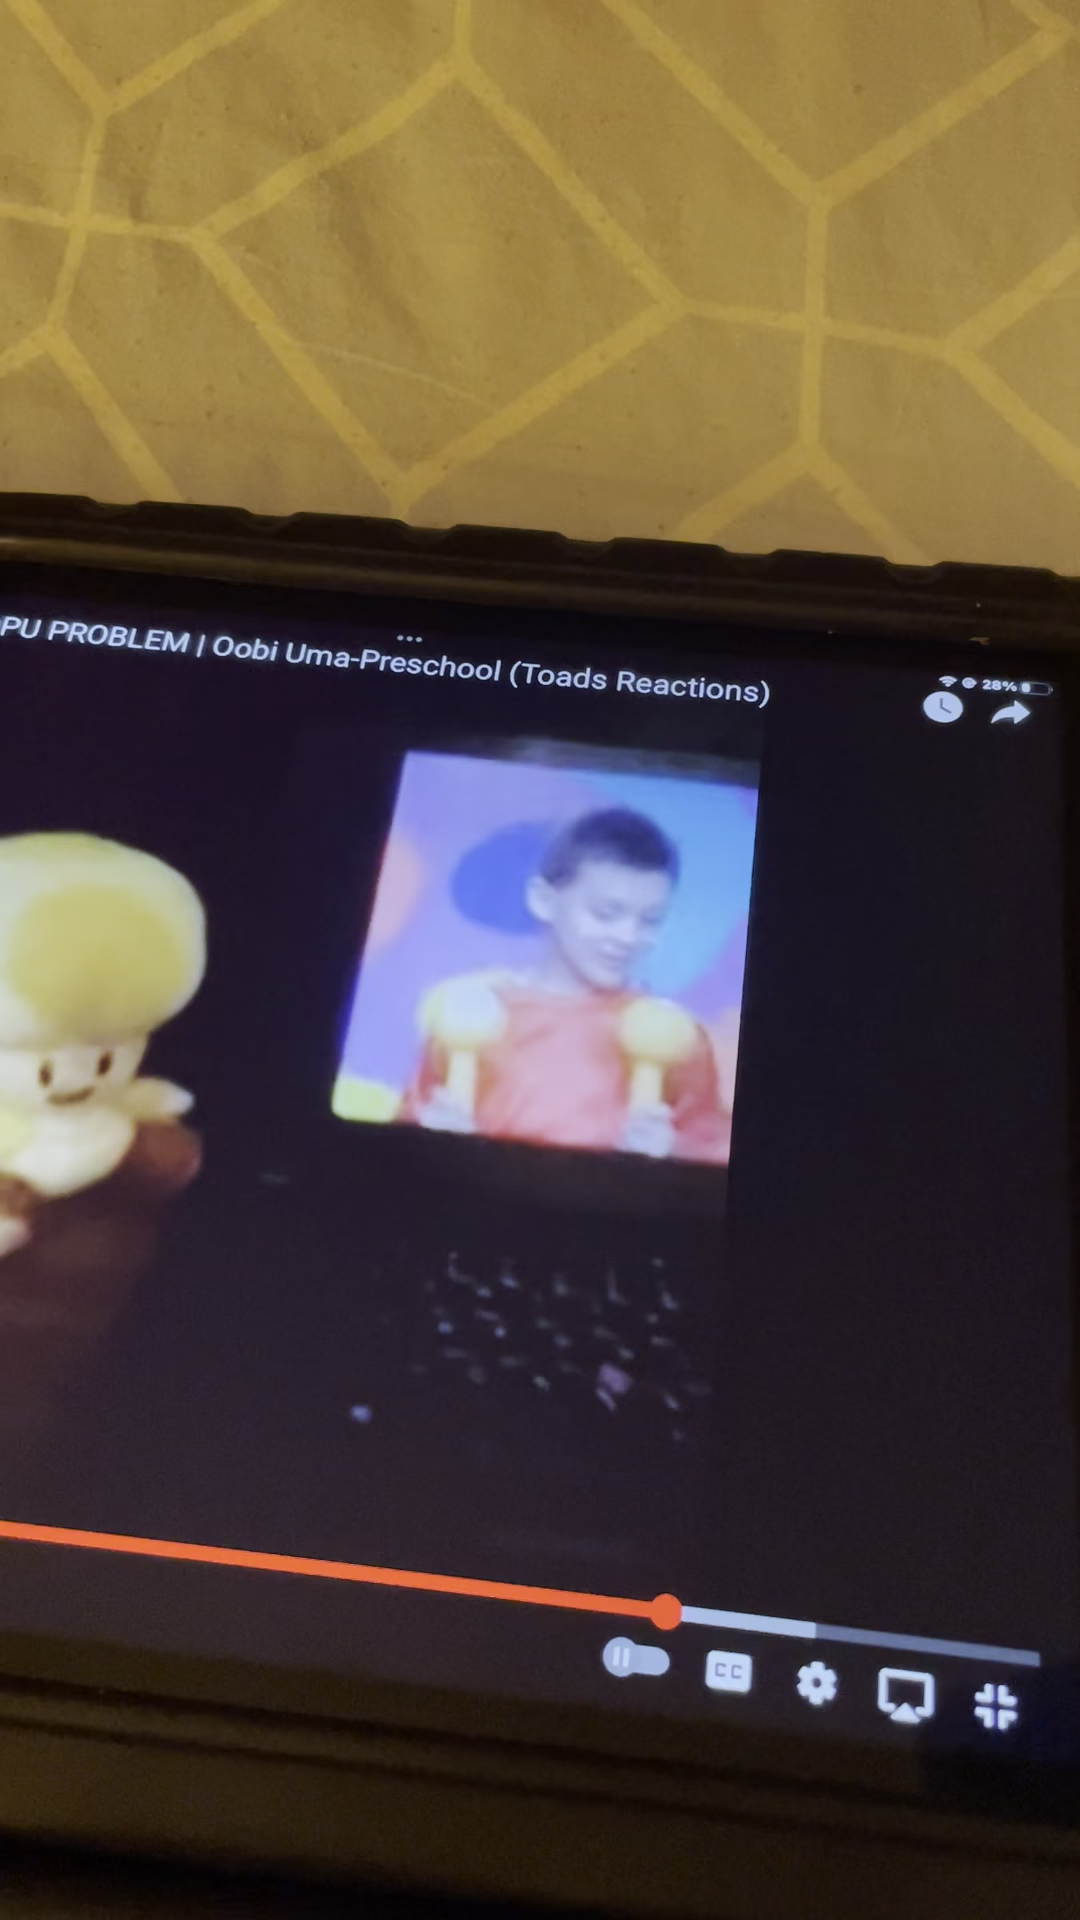 PU PROBLEM | Oobi Uma-Preschool (Toads Reactions)
28%
CC